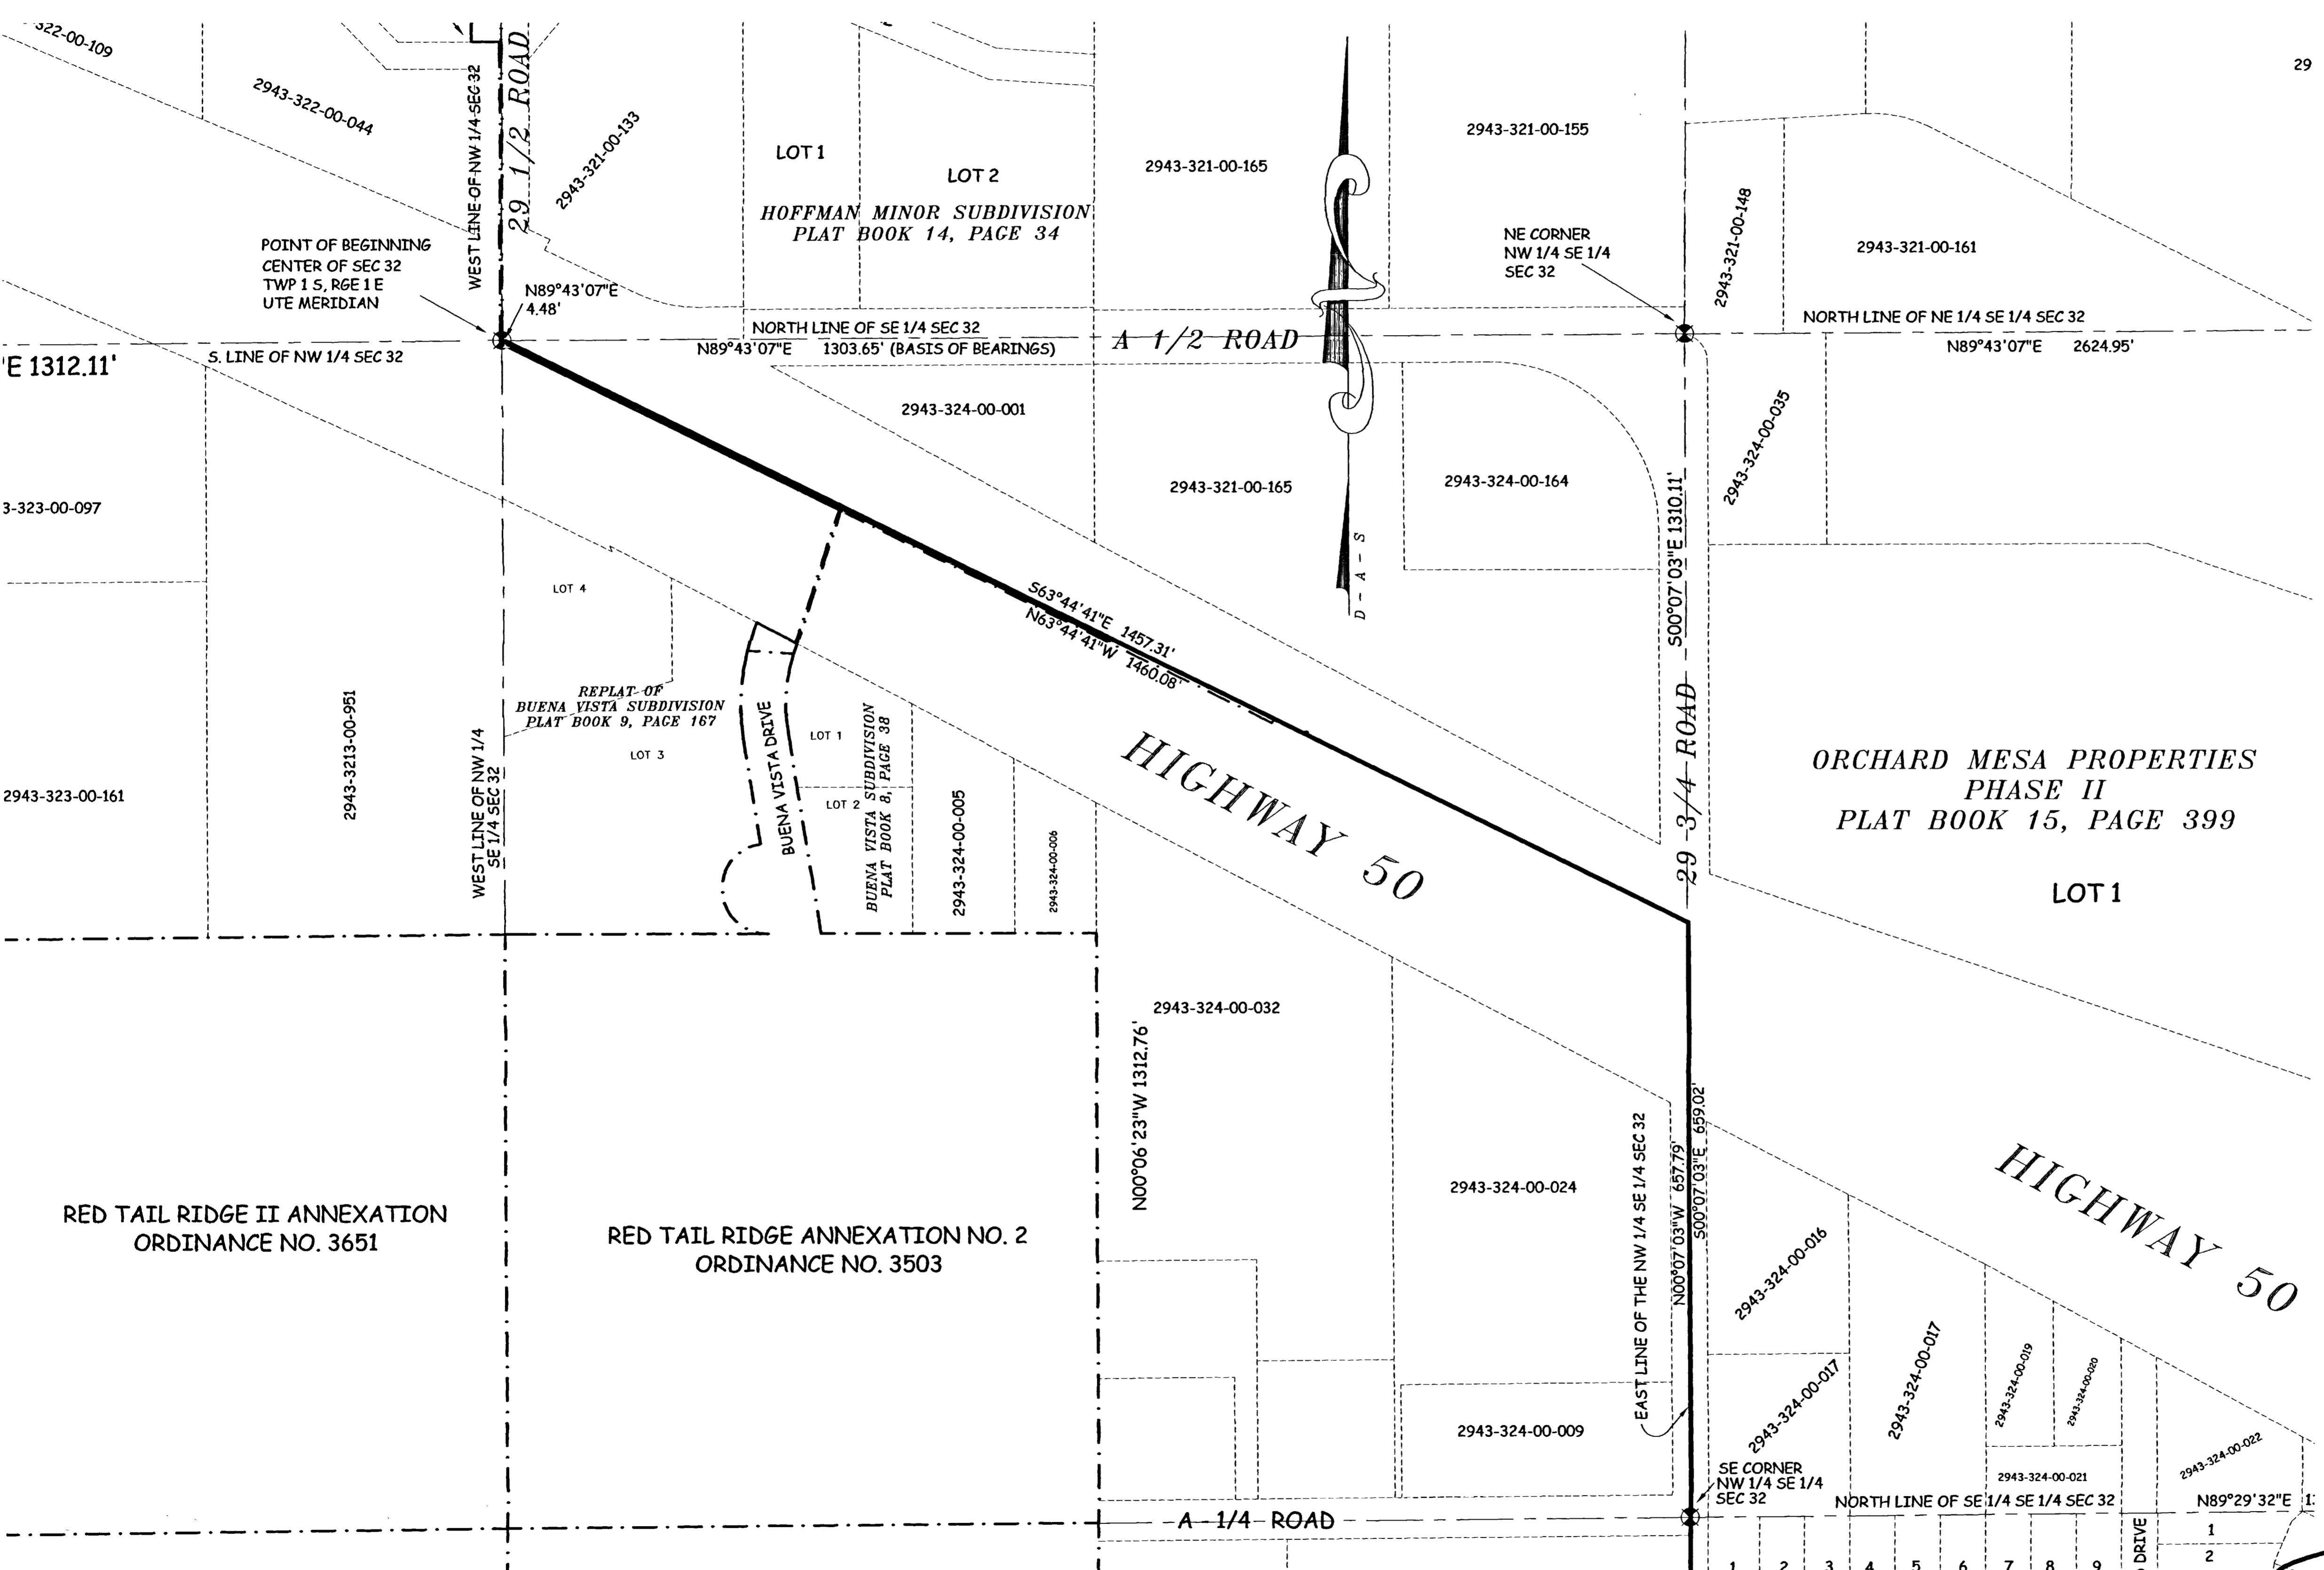 322-00-109
2943-322-00-044
WEST LINE OF NW 1/4 SEC 32
29 1/2 ROAD
2943-321-00-133
LOT 1
LOT 2
HOFFMAN MINOR SUBDIVISION
PLAT BOOK 14, PAGE 34
2943-321-00-165
2943-321-00-155
29
2943-321-00-148
2943-321-00-161
POINT OF BEGINNING
CENTER OF SEC 32
TWP 1 S, RGE 1 E
UTE MERIDIAN
N89°43'07"E
4.48'
NE CORNER
NW 1/4 SE 1/4
SEC 32
NORTH LINE OF SE 1/4 SEC 32
N89°43'07"E 1303.65' (BASIS OF BEARINGS)
A 1/2 ROAD
NORTH LINE OF NE 1/4 SE 1/4 SEC 32
N89°43'07"E 2624.95'
S. LINE OF NW 1/4 SEC 32
'E 1312.11'
2943-324-00-001
2943-321-00-165
2943-324-00-164
2943-324-00-035
S00°07'03"E 1310.11'
D - A - S
3-323-00-097
LOT 4
S63°44'41"E 1457.31'
N63°44'41"W 1460.08'
REPLAT OF
BUENA VISTA SUBDIVISION
PLAT BOOK 9, PAGE 167
LOT 3
2943-3213-00-951
2943-323-00-161
WEST LINE OF NW 1/4
SE 1/4 SEC 32
BUENA VISTA DRIVE
LOT 1
LOT 2
BUENA VISTA SUBDIVISION
PLAT BOOK 8, PAGE 38
2943-324-00-005
2943-324-00-006
HIGHWAY 50
29 3/4 ROAD
ORCHARD MESA PROPERTIES
PHASE II
PLAT BOOK 15, PAGE 399
LOT 1
2943-324-00-032
N00°06'23"W 1312.76'
2943-324-00-024
EAST LINE OF THE NW 1/4 SE 1/4 SEC 32
N00°07'03"W 657.79'
S00°07'03"E 659.02'
HIGHWAY 50
RED TAIL RIDGE II ANNEXATION
ORDINANCE NO. 3651
RED TAIL RIDGE ANNEXATION NO. 2
ORDINANCE NO. 3503
2943-324-00-016
2943-324-00-017
2943-324-00-017
2943-324-00-019
2943-324-00-020
2943-324-00-009
2943-324-00-022
2943-324-00-021
SE CORNER
NW 1/4 SE 1/4
SEC 32
NORTH LINE OF SE 1/4 SE 1/4 SEC 32
N89°29'32"E 1
A 1/4 ROAD
DRIVE
1
2
1 2 3 4 5 6 7 8 9